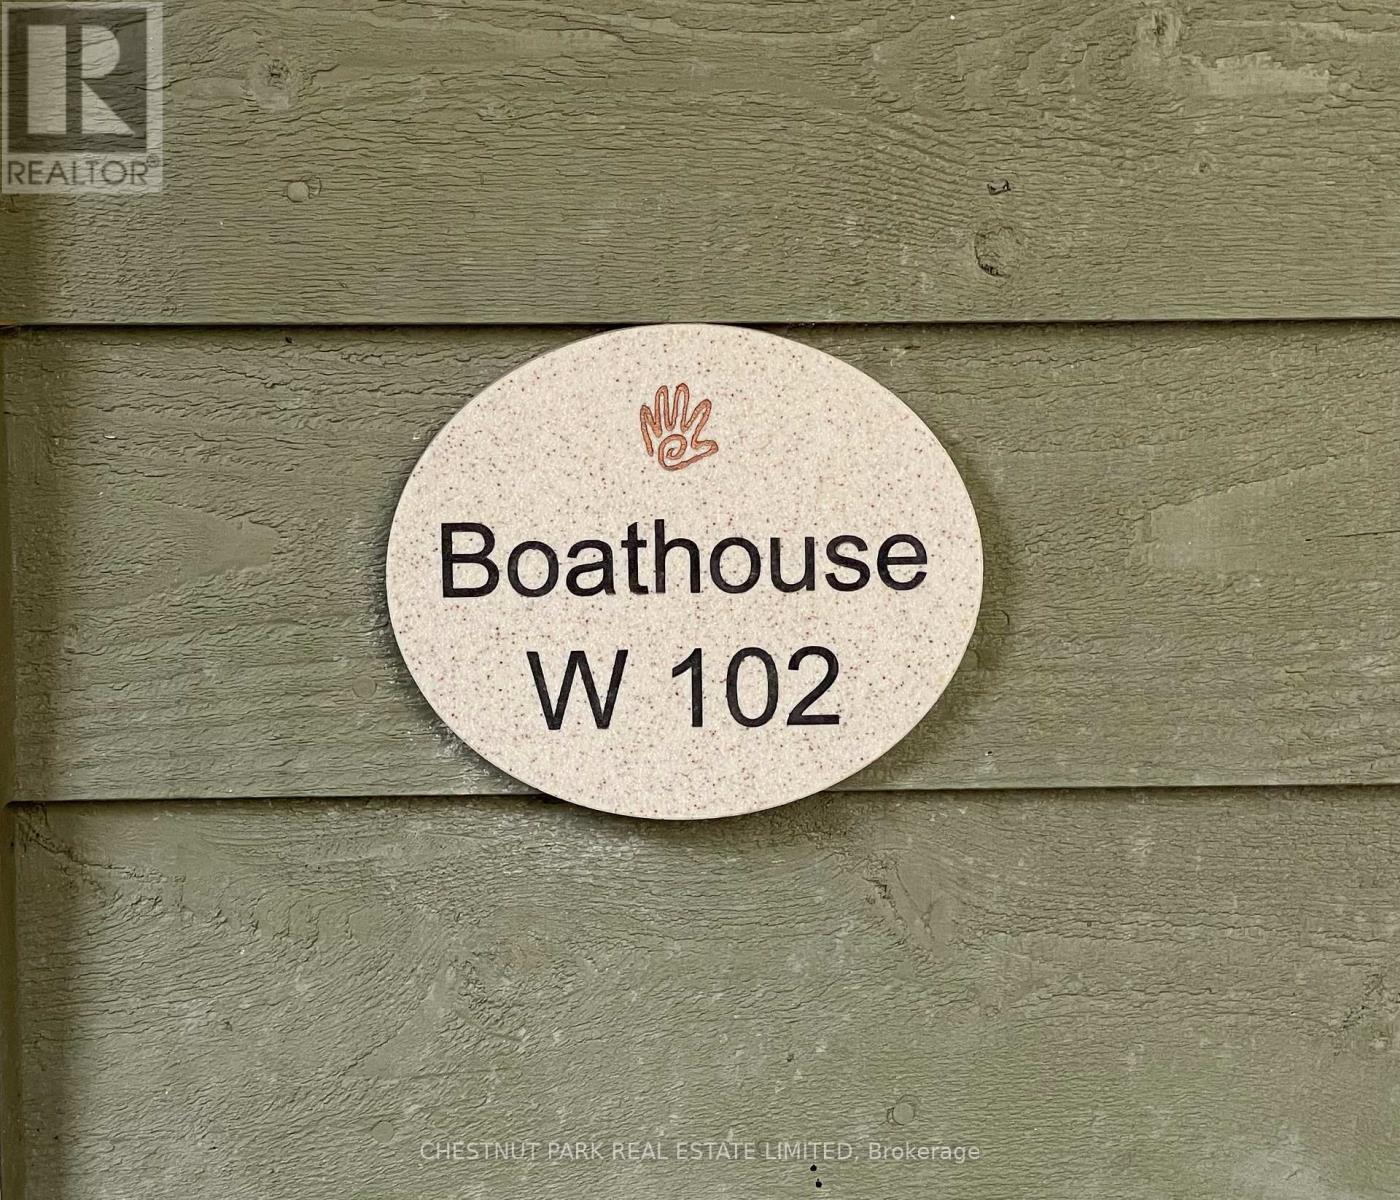 REALTOR®
Boathouse
W 102
CHESTNUT PARK REAL ESTATE LIMITED, Brokerage